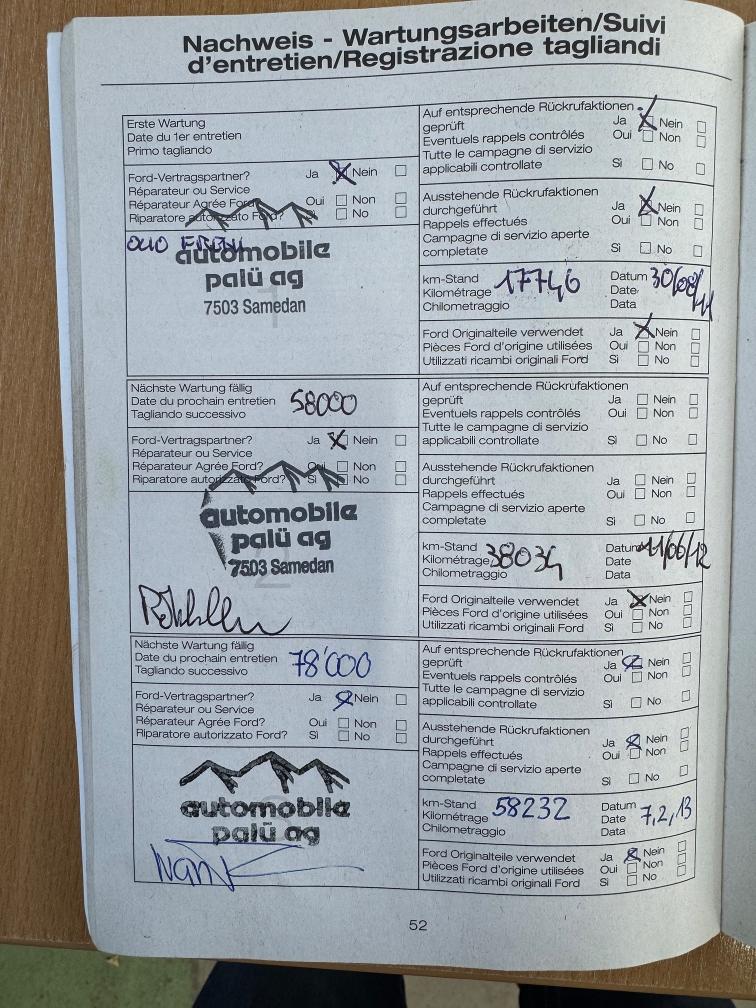 Nachweis - Wartungsarbeiten/Suivi
d'entretien/Registrazione tagliandi
Erste Wartung
Date du 1er entretien
Primo tagliando
Ford-Vertragspartner? Ja Nein
Réparateur ou Service
Réparateur Agrée Ford? Oui Non
Riparatore autorizzato Ford? Si No
automobile
palü ag
7503 Samedan
Auf entsprechende Rückrufaktionen
geprüft Ja Nein
Eventuels rappels contrôlés Oui Non
Tutte le campagne di servizio
applicabili controllate Sì No
Ausstehende Rückrufaktionen
durchgeführt Ja Nein
Rappels effectués Oui Non
Campagne di servizio aperte
completate Sì No
km-Stand 17746 Datum 30/08/11
Kilométrage Date
Chilometraggio Data
Ford Originalteile verwendet Ja Nein
Pièces Ford d'origine utilisées Oui Non
Utilizzati ricambi originali Ford Sì No
Nächste Wartung fällig
Date du prochain entretien 58000
Tagliando successivo
Ford-Vertragspartner? Ja Nein
Réparateur ou Service
Réparateur Agrée Ford? Oui Non
Riparatore autorizzato Ford? Sì No
automobile
palü ag
7503 Samedan
2
Auf entsprechende Rückrufaktionen
geprüft Ja Nein
Eventuels rappels contrôlés Oui Non
Tutte le campagne di servizio
applicabili controllate Sì No
Ausstehende Rückrufaktionen
durchgeführt Ja Nein
Rappels effectués Oui Non
Campagne di servizio aperte
completate Sì No
km-Stand Datum 11/06/12
Kilométrage 38034 Date
Chilometraggio Data
Ford Originalteile verwendet Ja Nein
Pièces Ford d'origine utilisées Oui Non
Utilizzati ricambi originali Ford Sì No
Nächste Wartung fällig
Date du prochain entretien 78'000
Tagliando successivo
Ford-Vertragspartner? Ja Nein
Réparateur ou Service
Réparateur Agrée Ford? Oui Non
Riparatore autorizzato Ford? Sì No
automobile
palü ag
Auf entsprechende Rückrufaktionen
geprüft Ja Nein
Eventuels rappels contrôlés Oui Non
Tutte le campagne di servizio
applicabili controllate Sì No
Ausstehende Rückrufaktionen
durchgeführt Ja Nein
Rappels effectués Oui Non
Campagne di servizio aperte
completate Sì No
km-Stand 58232 Datum
Kilométrage Date 7,2,13
Chilometraggio Data
Ford Originalteile verwendet Ja Nein
Pièces Ford d'origine utilisées Oui Non
Utilizzati ricambi originali Ford Sì No
52